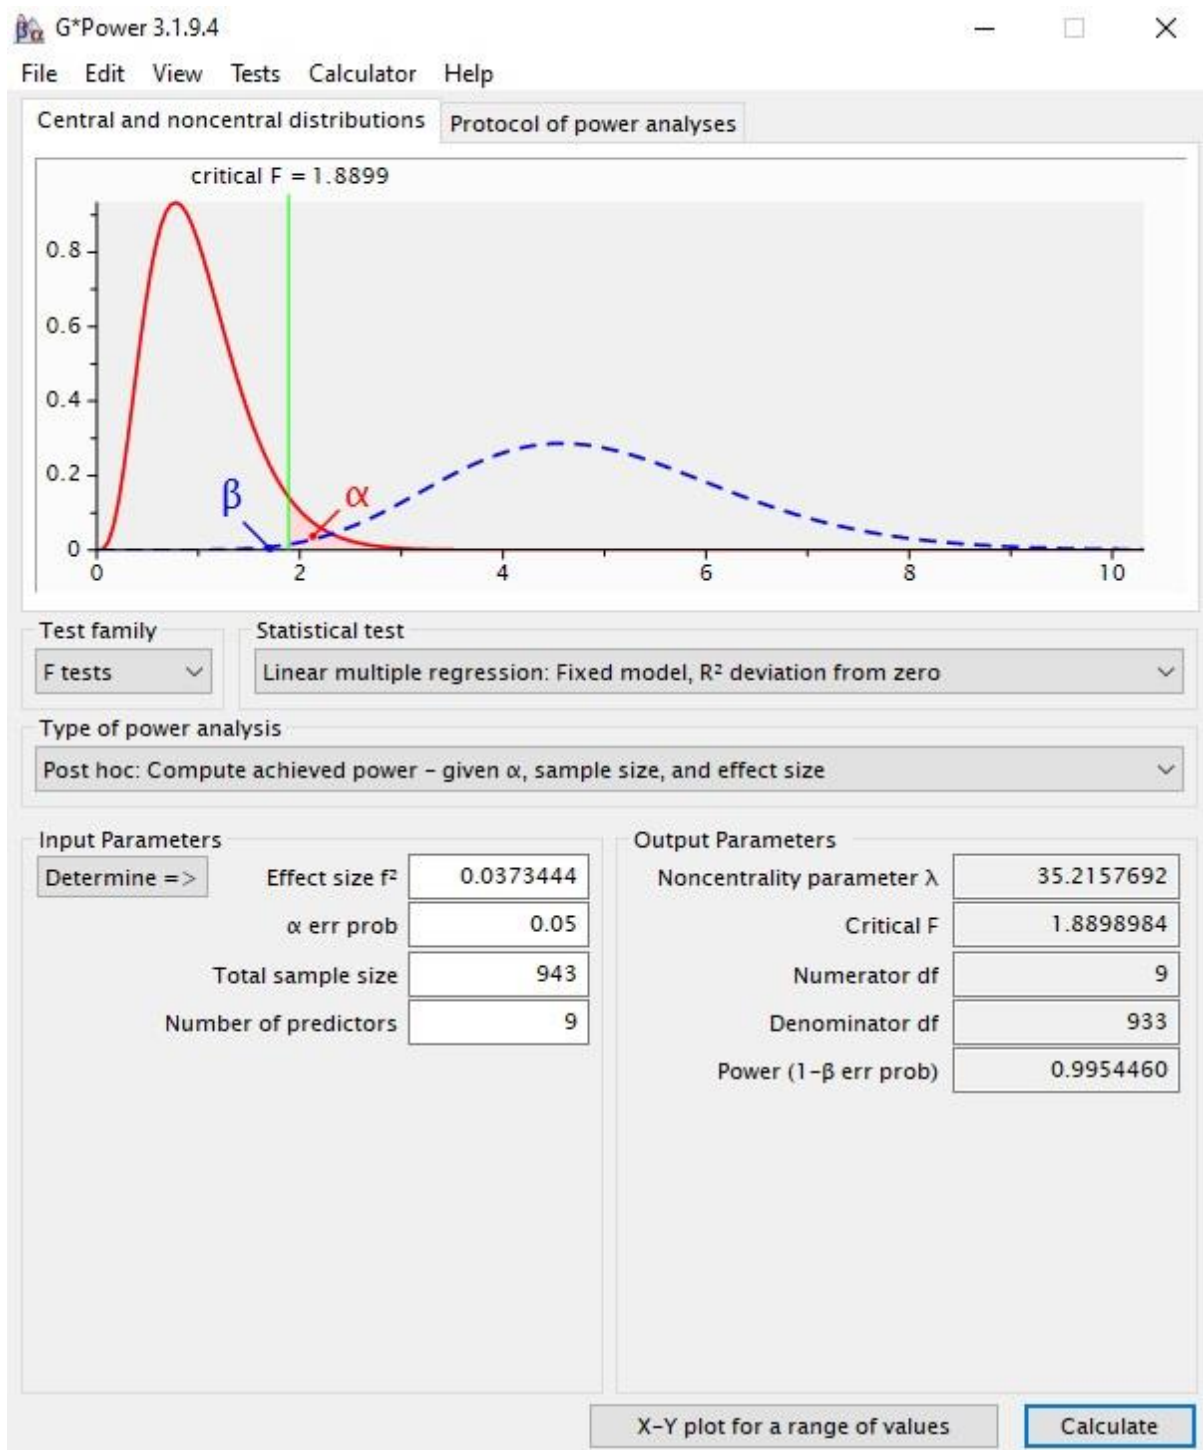 G*Power 3.1.9.4
File Edit View Tests Calculator Help
Central and noncentral distributions Protocol of power analyses
critical F = 1.8899
0.8
0.6
0.4
0.2
0
β α
0 2 4 6 8 10
Test family Statistical test
F tests Linear multiple regression: Fixed model, R² deviation from zero
Type of power analysis
Post hoc: Compute achieved power – given α, sample size, and effect size
Input Parameters Output Parameters
Determine => Effect size f² 0.0373444 Noncentrality parameter λ 35.2157692
α err prob 0.05 Critical F 1.8898984
Total sample size 943 Numerator df 9
Number of predictors 9 Denominator df 933
Power (1-β err prob) 0.9954460
X-Y plot for a range of values Calculate